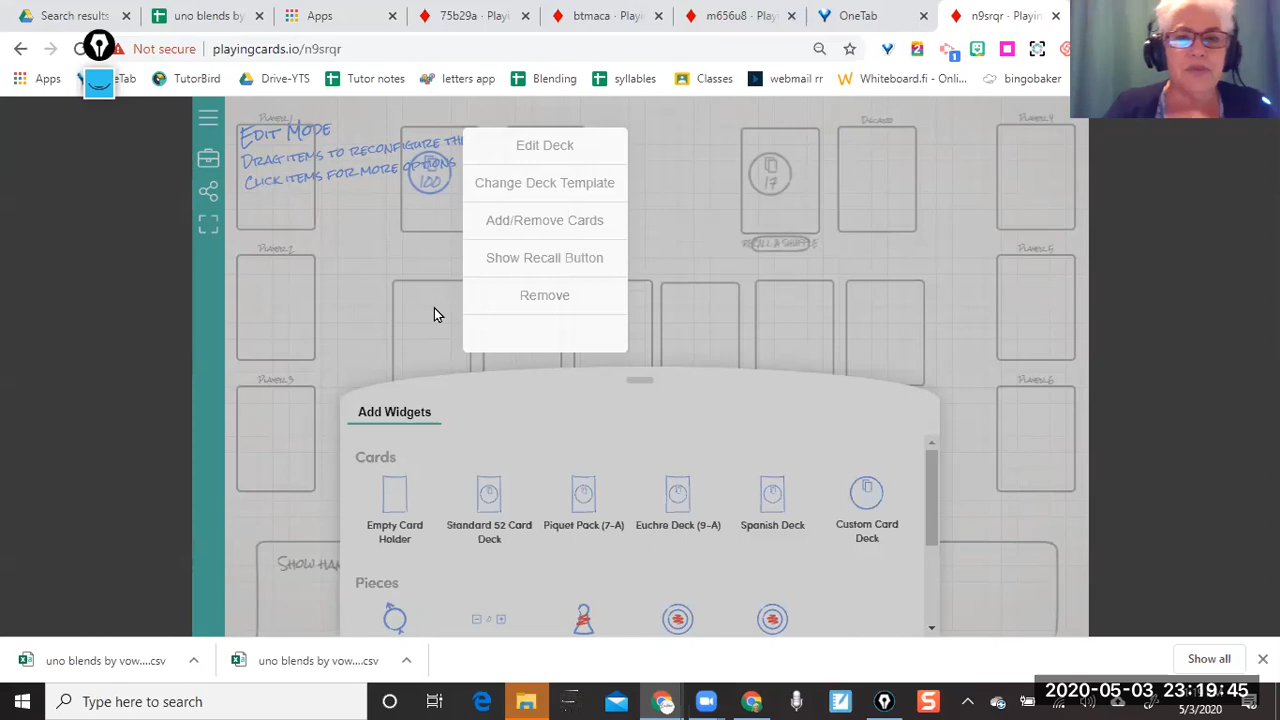 Search results
uno blends by
Apps
75b29a · Playi
btmaca · Playi
m656u8 · Playi
OneTab
n9srqr · Playin
Not secure
playingcards.io/n9srqr
2
1
Apps
TutorBird
Drive-YTS
Tutor notes
letters app
Blending
syllables
Classes
webmail rr
Whiteboard.fi - Onli...
bingobaker
PLAYER 1
DISCARD
PLAYER 4
EDIT MODE
DRAG ITEMS TO RECONFIGURE THE
CLICK ITEMS FOR MORE OPTIONS
100
17
RECALL & SHUFFLE
PLAYER 2
PLAYER 5
PLAYER 3
PLAYER 6
Edit Deck
Change Deck Template
Add/Remove Cards
Show Recall Button
Remove
Add Widgets
Cards
Empty Card Holder
Standard 52 Card Deck
Piquet Pack (7-A)
Euchre Deck (9-A)
Spanish Deck
Custom Card Deck
SHOW HAN
Pieces
uno blends by vow....csv
uno blends by vow....csv
Show all
Type here to search
2020-05-03 23:19:45
5/3/2020